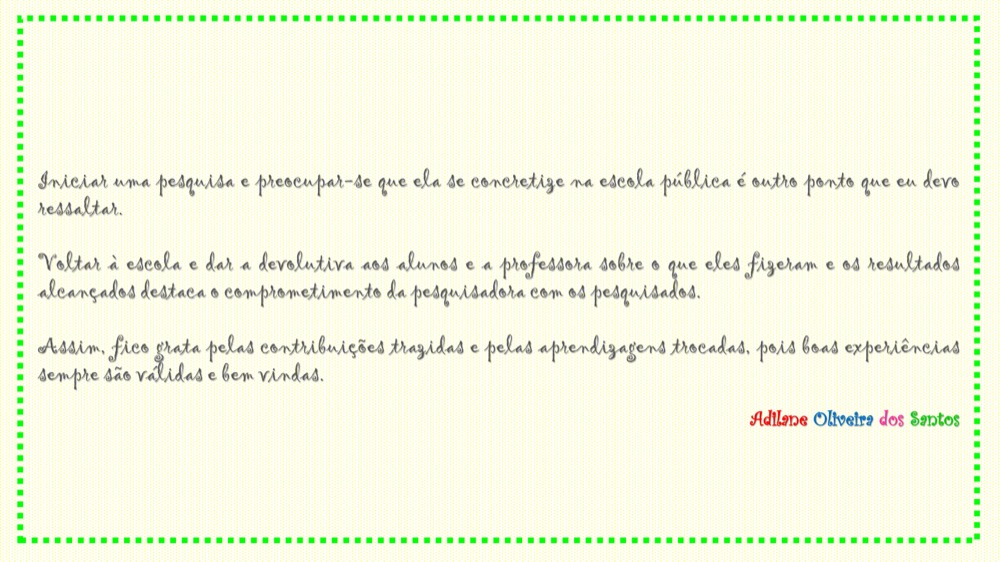 Iniciar uma pesquisa e preocupar-se que ela se concretize na escola pública é outro ponto que eu devo
ressaltar.
Voltar à escola e dar a devolutiva aos alunos e a professora sobre o que eles fizeram e os resultados
alcançados destaca o comprometimento da pesquisadora com os pesquisados.
Assim, fico grata pelas contribuições trazidas e pelas aprendizagens trocadas, pois boas experiências
sempre são válidas e bem vindas.
Adilane Oliveira dos Santos